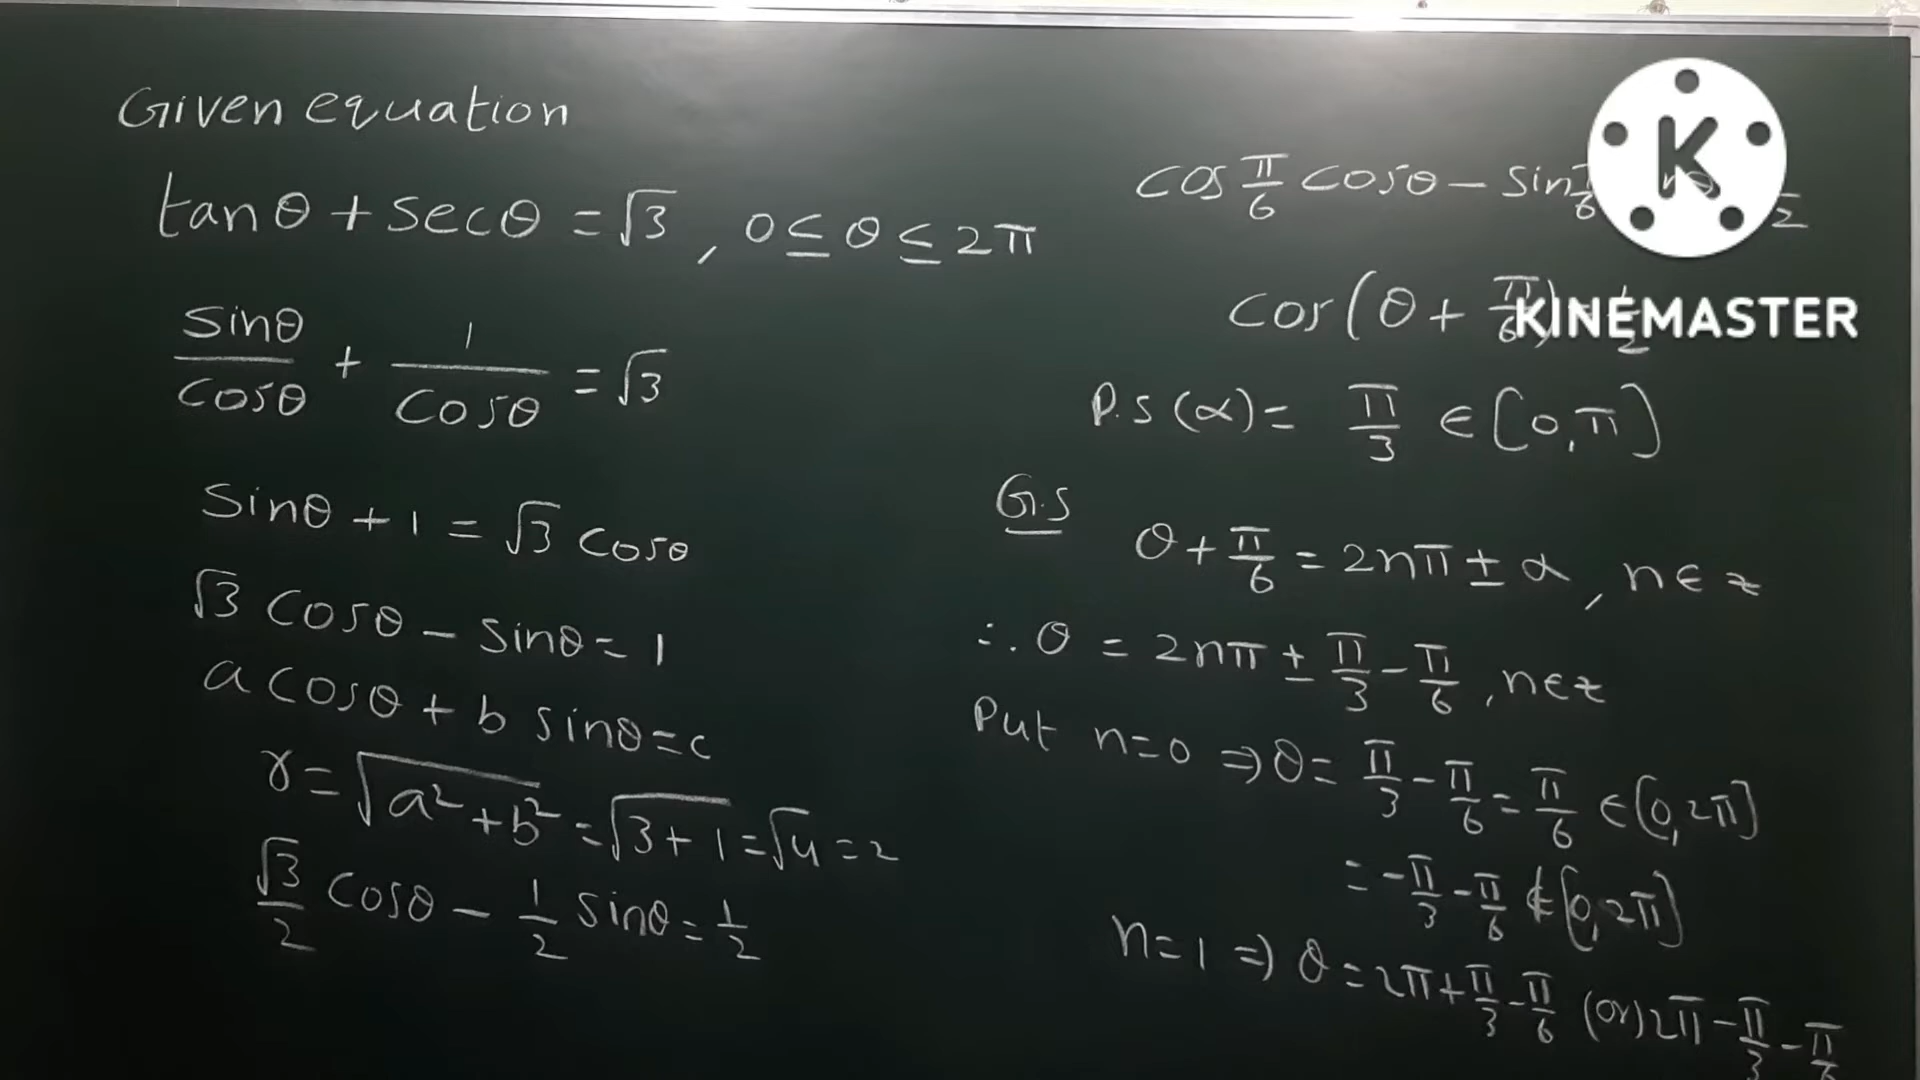 Given equation
tanθ + secθ = √3 , 0 ≤ θ ≤ 2π
sinθ/cosθ + 1/cosθ = √3
sinθ + 1 = √3 cosθ
√3 cosθ - sinθ = 1
a cosθ + b sinθ = c
r = √(a² + b²) = √(3+1) = √4 = 2
√3/2 cosθ - 1/2 sinθ = 1/2
cos π/6 cosθ - sin
cos(θ + π/6) = 1/2
KINEMASTER
P.S (α) = π/3 ∈ [0,π]
G.S
θ + π/6 = 2nπ ± α , n ∈ z
∴ θ = 2nπ ± π/3 - π/6 , n∈z
Put n=0 ⇒ θ = π/3 - π/6 = π/6 ∈ [0,2π]
= -π/3 - π/6 ∉ [0,2π]
n=1 ⇒ θ = 2π + π/3 - π/6 (or) 2π - π/3 - π/6